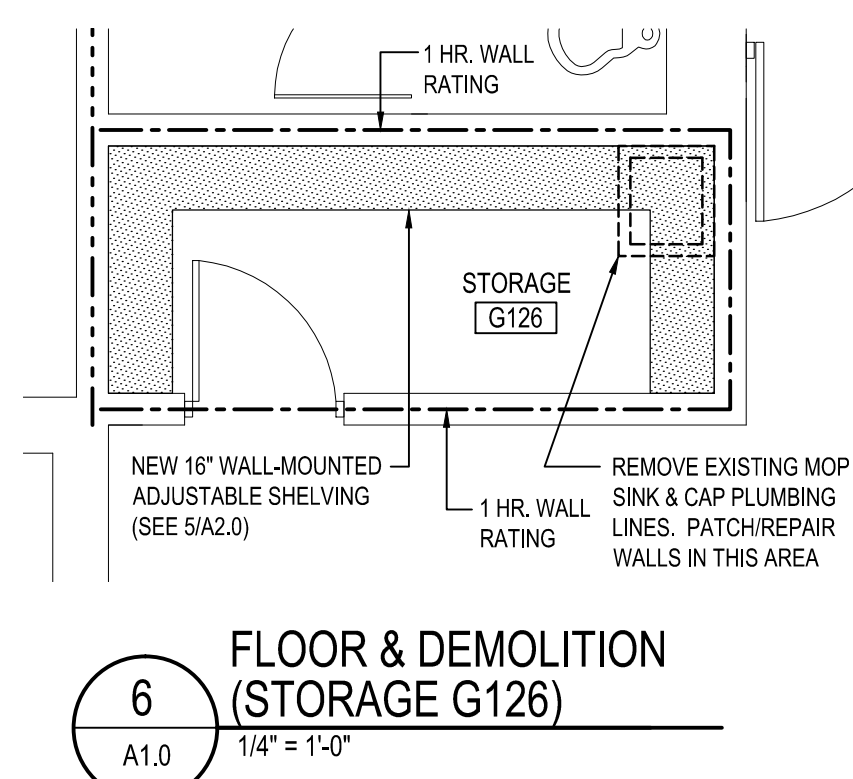 1 HR. WALL
RATING
STORAGE
G126
NEW 16" WALL-MOUNTED
ADJUSTABLE SHELVING
(SEE 5/A2.0)
1 HR. WALL
RATING
REMOVE EXISTING MOP
SINK & CAP PLUMBING
LINES. PATCH/REPAIR
WALLS IN THIS AREA
6
A1.0
FLOOR & DEMOLITION
(STORAGE G126)
1/4" = 1'-0"